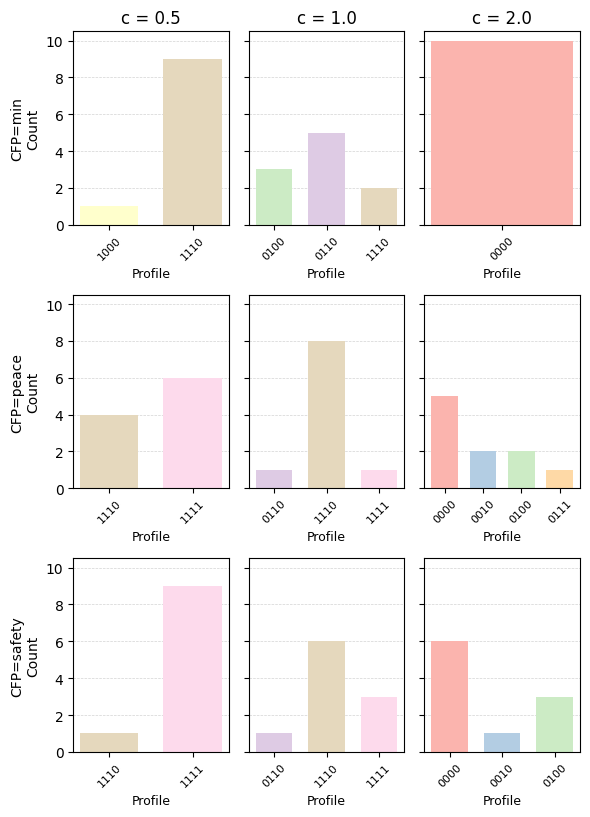 c = 0.5
c = 1.0
c = 2.0
CFP=min
Count
10
8
6
4
2
0
1000
1110
Profile
0100
0110
1110
Profile
0000
Profile
CFP=peace
Count
10
8
6
4
2
0
1110
1111
Profile
0110
1110
1111
Profile
0000
0010
0100
0111
Profile
CFP=safety
Count
10
8
6
4
2
0
1110
1111
Profile
0110
1110
1111
Profile
0000
0010
0100
Profile